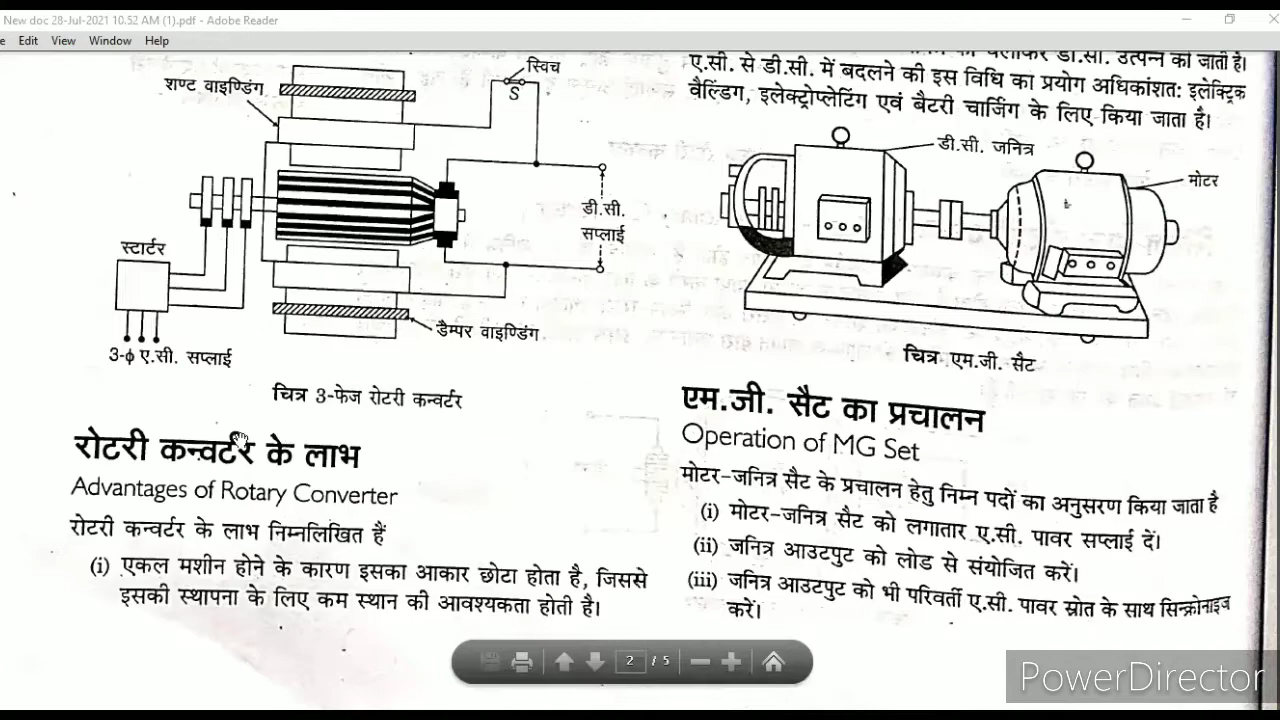 New doc 28-Jul-2021 10.52 AM (1).pdf - Adobe Reader
Edit View Window Help
शण्ट वाइण्डिंग
स्विच
S
डी.सी.
सप्लाई
स्टार्टर
3-ϕ ए.सी. सप्लाई
डैम्पर वाइण्डिंग
चित्र 3-फेज रोटरी कन्वर्टर
रोटरी कन्वर्टर के लाभ
Advantages of Rotary Converter
रोटरी कन्वर्टर के लाभ निम्नलिखित हैं
(i) एकल मशीन होने के कारण इसका आकार छोटा होता है, जिससे
इसकी स्थापना के लिए कम स्थान की आवश्यकता होती है।
चलाकर डी.सी. उत्पन्न की जाती है।
ए.सी. से डी.सी. में बदलने की इस विधि का प्रयोग अधिकांशत: इलेक्ट्रिक
वैल्डिंग, इलेक्ट्रोप्लेटिंग एवं बैटरी चार्जिंग के लिए किया जाता है।
डी.सी. जनित्र
मोटर
चित्र एम.जी. सैट
एम.जी. सैट का प्रचालन
Operation of MG Set
मोटर-जनित्र सैट के प्रचालन हेतु निम्न पदों का अनुसरण किया जाता है
(i) मोटर-जनित्र सैट को लगातार ए.सी. पावर सप्लाई दें।
(ii) जनित्र आउटपुट को लोड से संयोजित करें।
(iii) जनित्र आउटपुट को भी परिवर्ती ए.सी. पावर स्रोत के साथ सिन्क्रोनाइज
करें।
2 / 5
PowerDirector